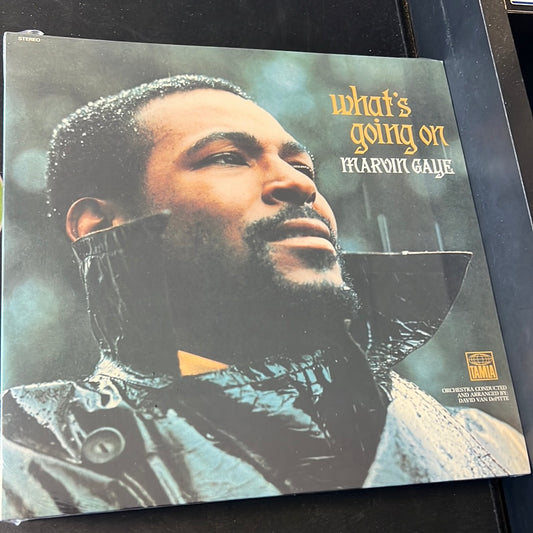 STEREO
what's
going on
MARVIN GAYE
TAMLA
ORCHESTRA CONDUCTED
AND ARRANGED BY
DAVID VAN DePITTE